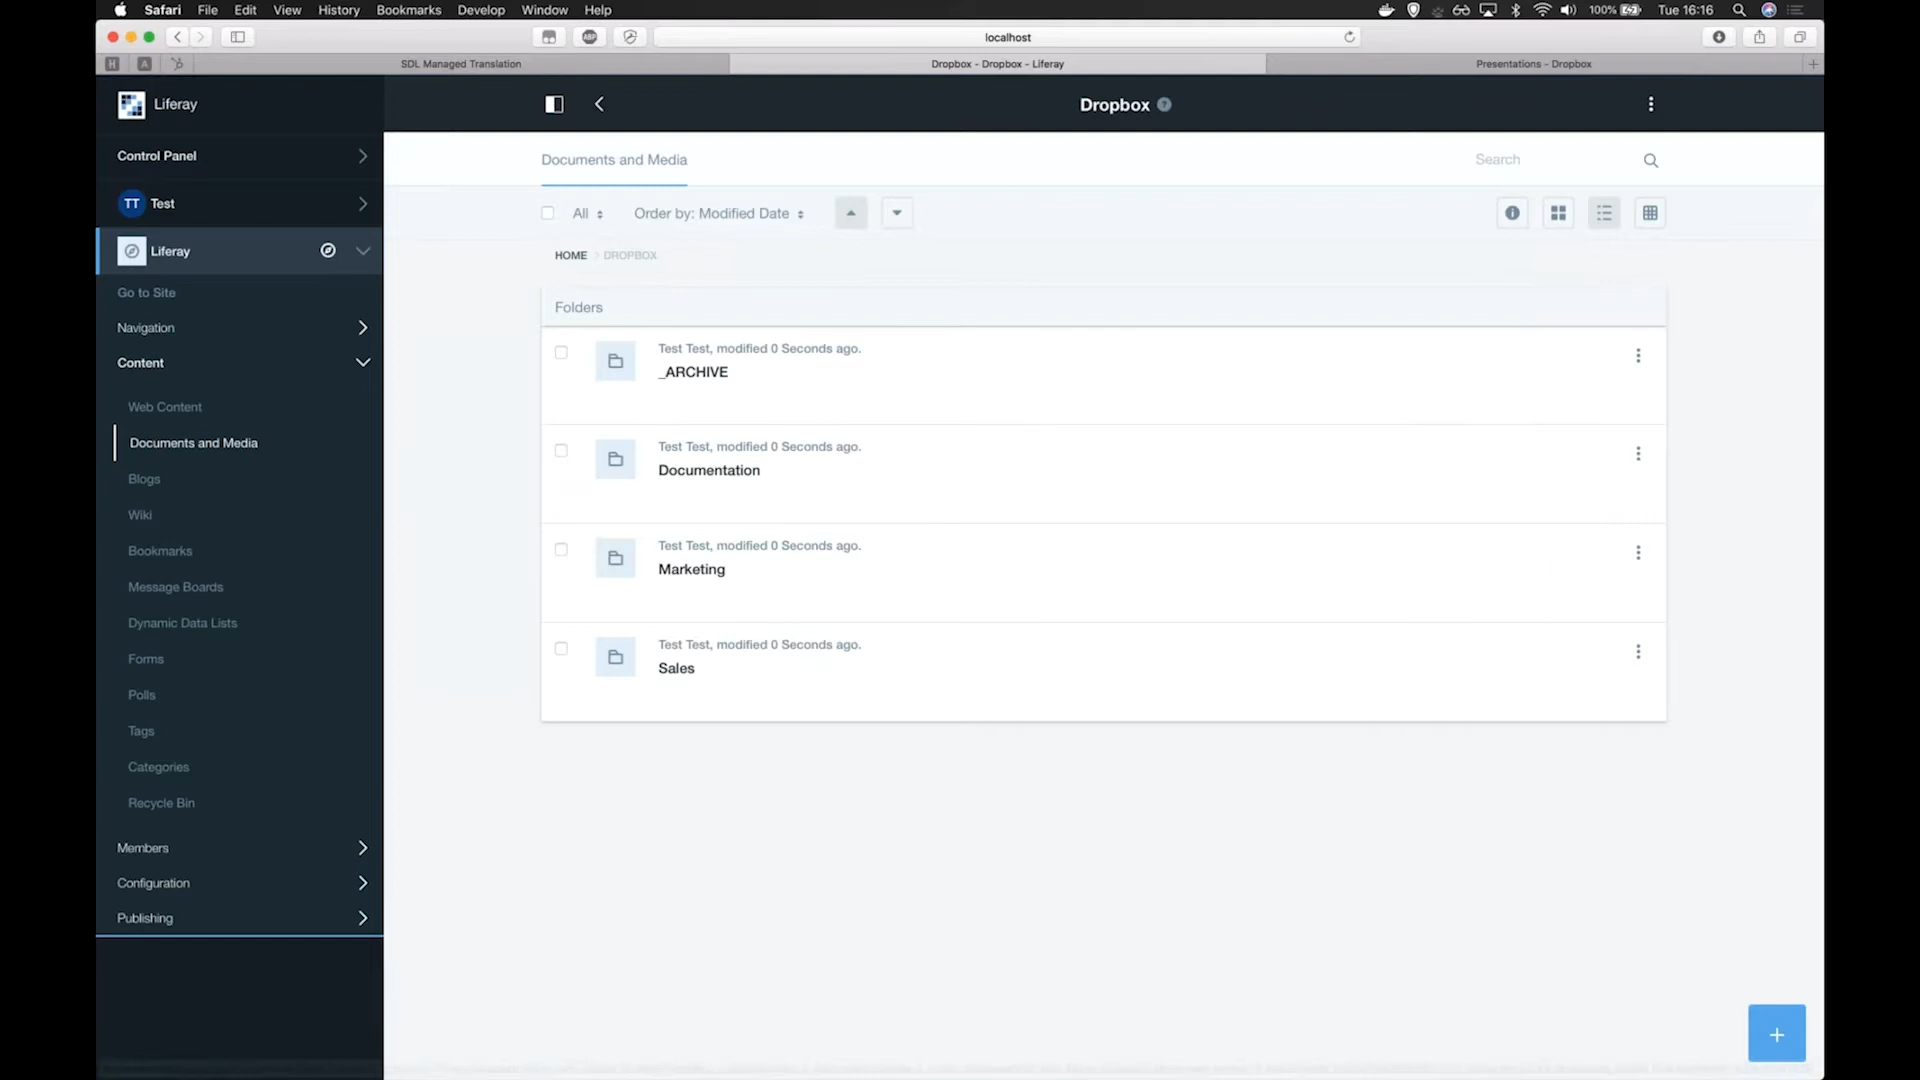 Safari File Edit View History Bookmarks Develop Window Help 100% Tue 16:16
ABP localhost
H A SDL Managed Translation Dropbox - Dropbox - Liferay Presentations - Dropbox
Liferay
Dropbox ?
Control Panel
TT Test
Liferay
Go to Site
Navigation
Content
Web Content
Documents and Media
Blogs
Wiki
Bookmarks
Message Boards
Dynamic Data Lists
Forms
Polls
Tags
Categories
Recycle Bin
Members
Configuration
Publishing
Documents and Media
Search
All Order by: Modified Date
HOME DROPBOX
Folders
Test Test, modified 0 Seconds ago.
_ARCHIVE
Test Test, modified 0 Seconds ago.
Documentation
Test Test, modified 0 Seconds ago.
Marketing
Test Test, modified 0 Seconds ago.
Sales